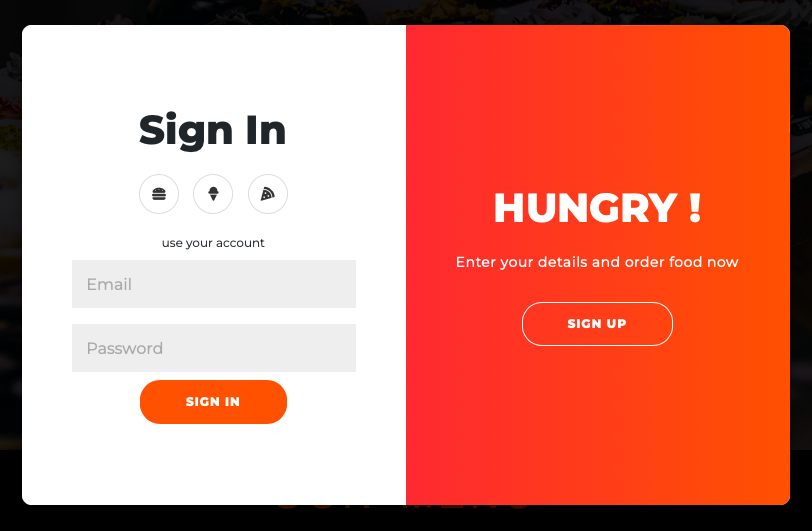 Sign In
use your account
Email
Password
SIGN IN
HUNGRY !
Enter your details and order food now
SIGN UP